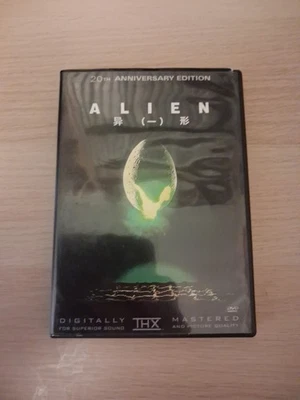 20TH ANNIVERSARY EDITION
ALIEN
异 (一) 形
DIGITALLY THX MASTERED
FOR SUPERIOR SOUND AND PICTURE QUALITY